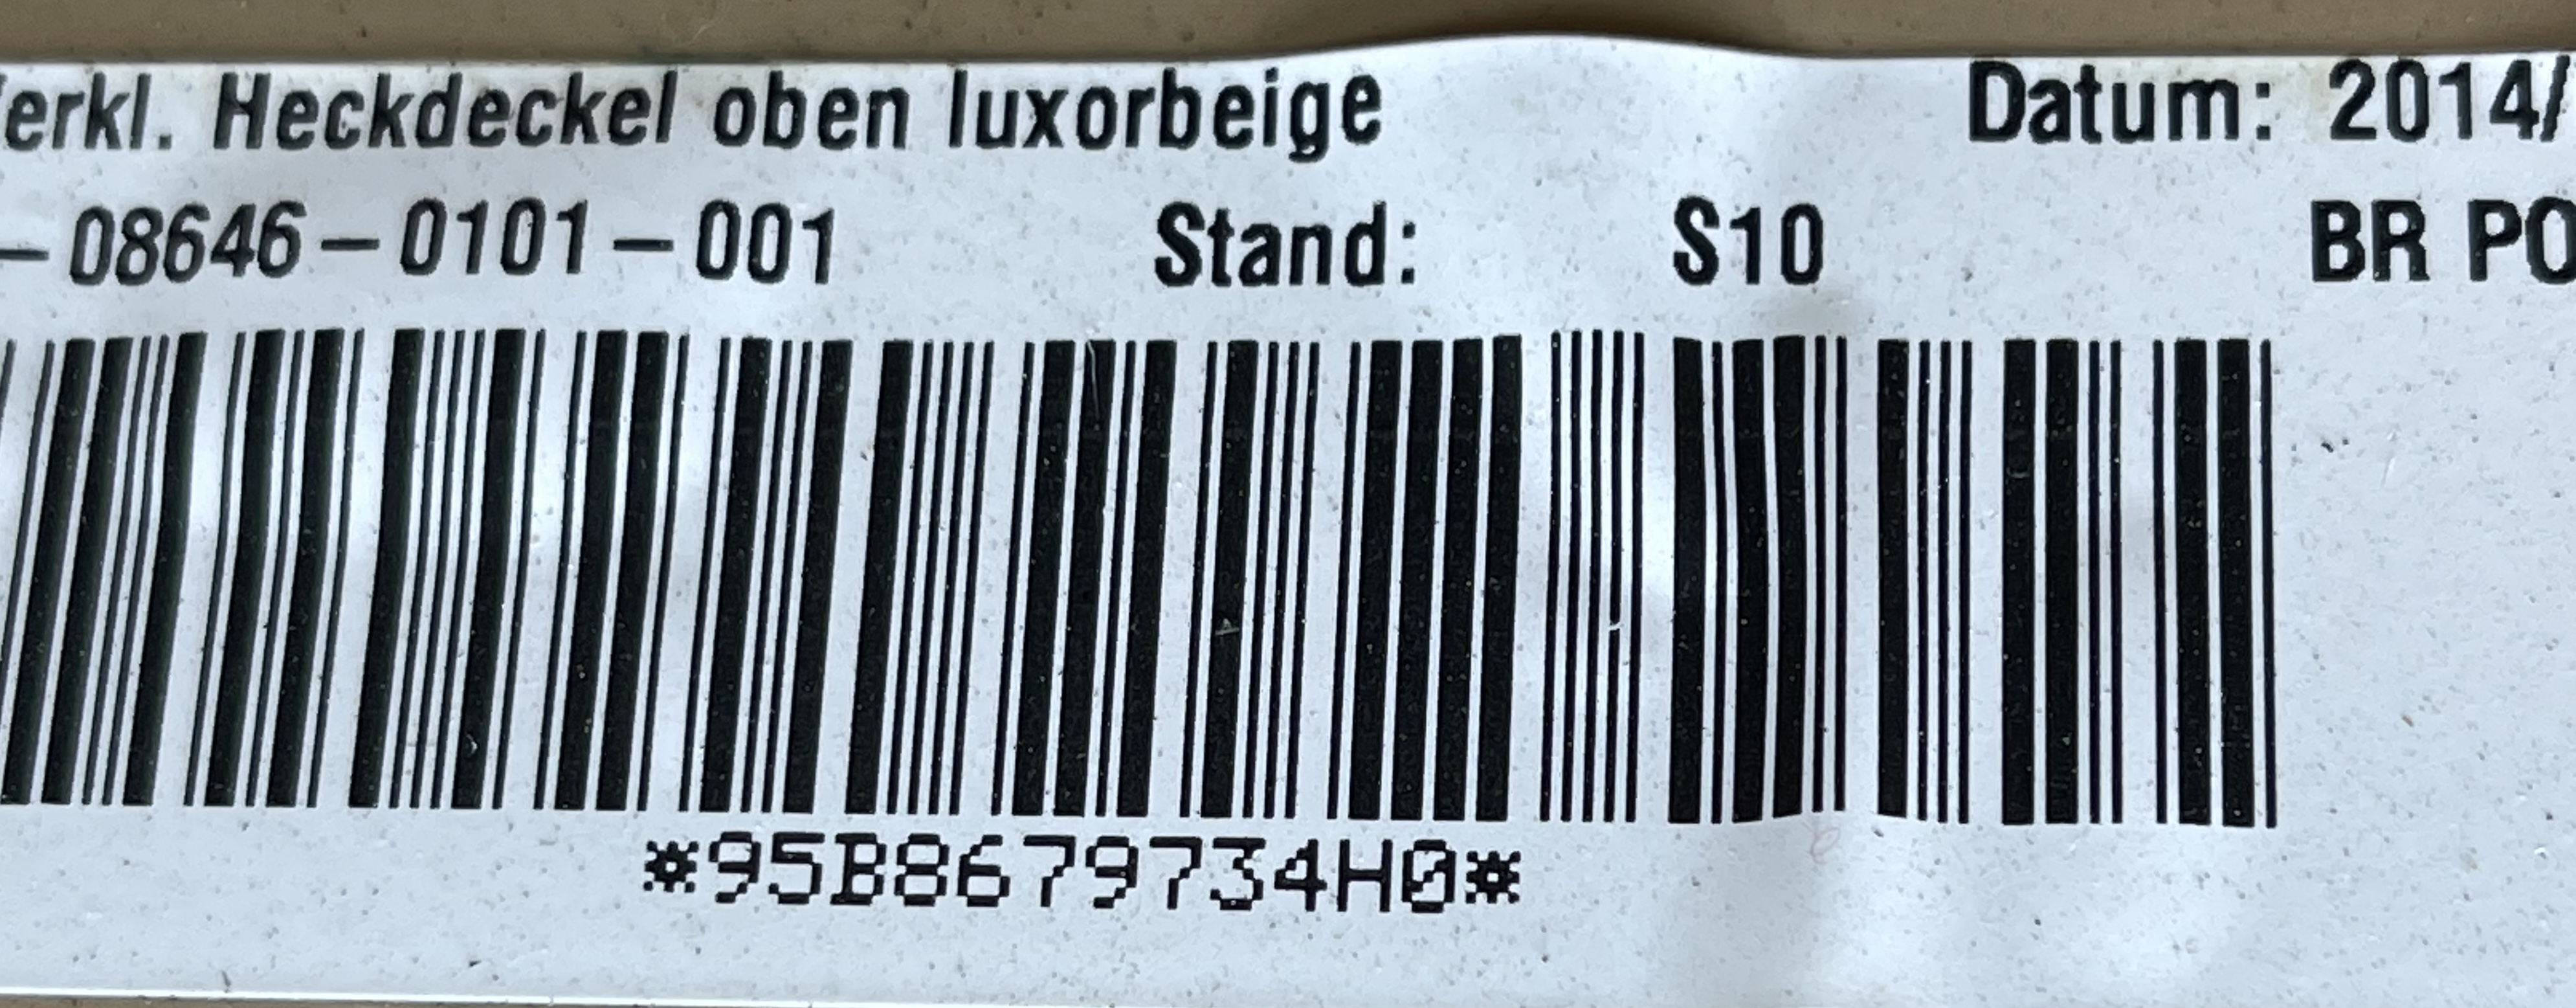 erkl. Heckdeckel oben luxorbeige Datum: 2014/
–08646–0101–001 Stand: S10 BR PO
*95B8679734H0*